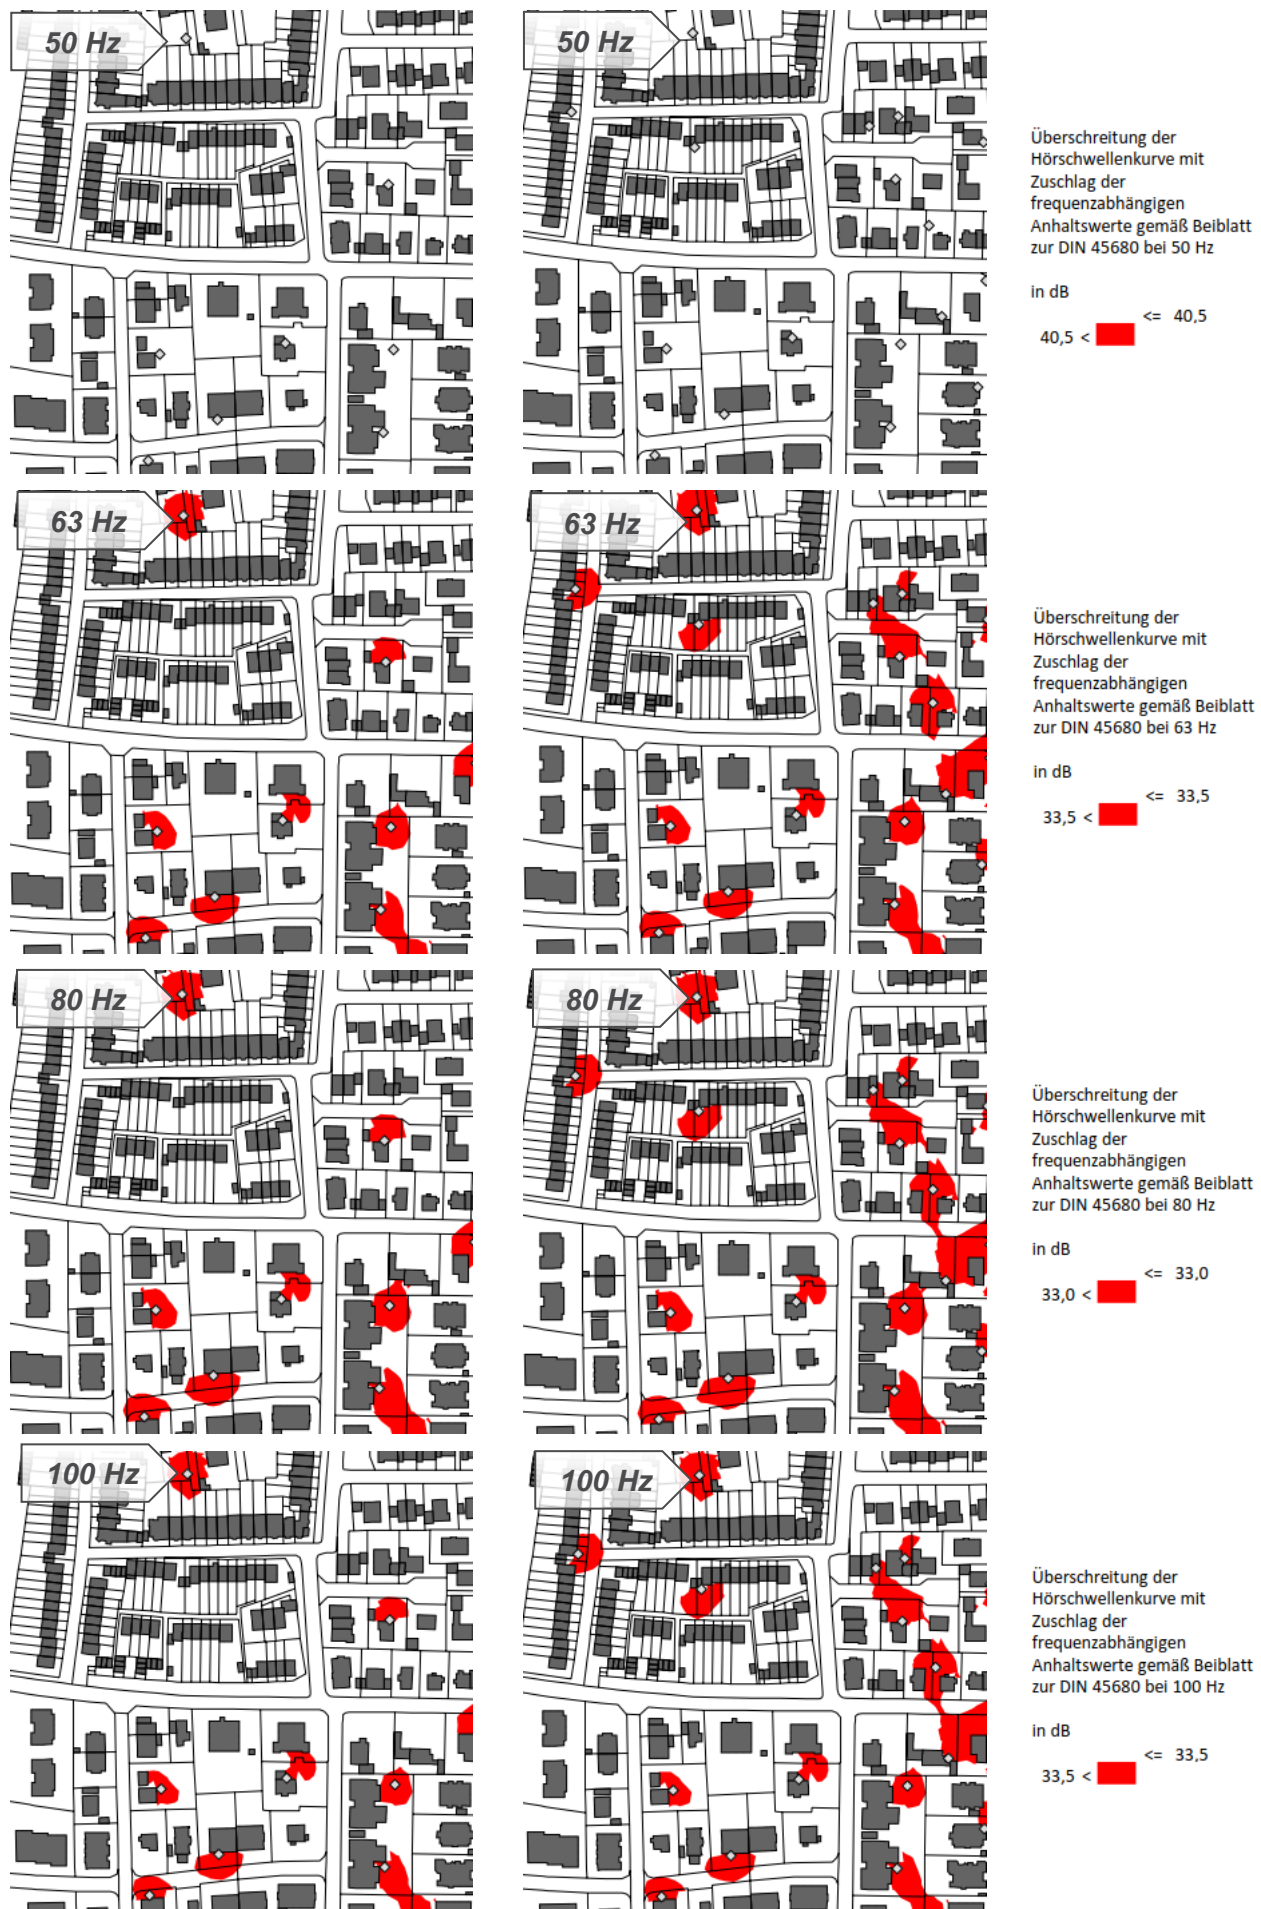 50 Hz
50 Hz
Überschreitung der
Hörschwellenkurve mit
Zuschlag der
frequenzabhängigen
Anhaltswerte gemäß Beiblatt
zur DIN 45680 bei 50 Hz
in dB
<= 40,5
40,5 <
63 Hz
63 Hz
Überschreitung der
Hörschwellenkurve mit
Zuschlag der
frequenzabhängigen
Anhaltswerte gemäß Beiblatt
zur DIN 45680 bei 63 Hz
in dB
<= 33,5
33,5 <
80 Hz
80 Hz
Überschreitung der
Hörschwellenkurve mit
Zuschlag der
frequenzabhängigen
Anhaltswerte gemäß Beiblatt
zur DIN 45680 bei 80 Hz
in dB
<= 33,0
33,0 <
100 Hz
100 Hz
Überschreitung der
Hörschwellenkurve mit
Zuschlag der
frequenzabhängigen
Anhaltswerte gemäß Beiblatt
zur DIN 45680 bei 100 Hz
in dB
<= 33,5
33,5 <